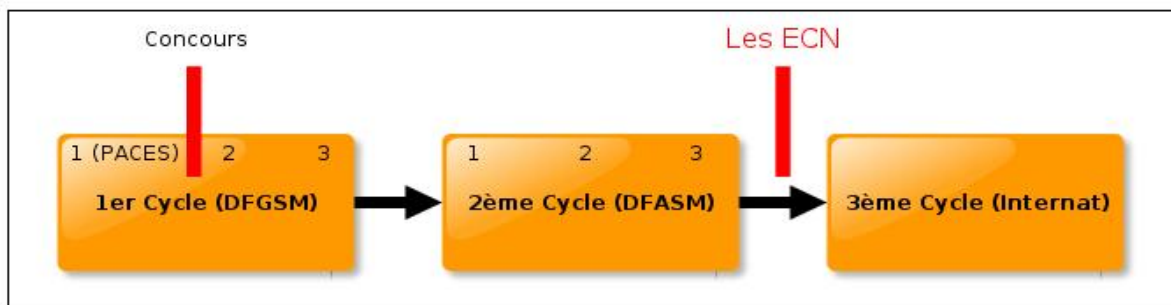 Concours
Les ECN
1 (PACES) 2 3
1er Cycle (DFGSM)
1 2 3
2ème Cycle (DFASM)
3ème Cycle (Internat)